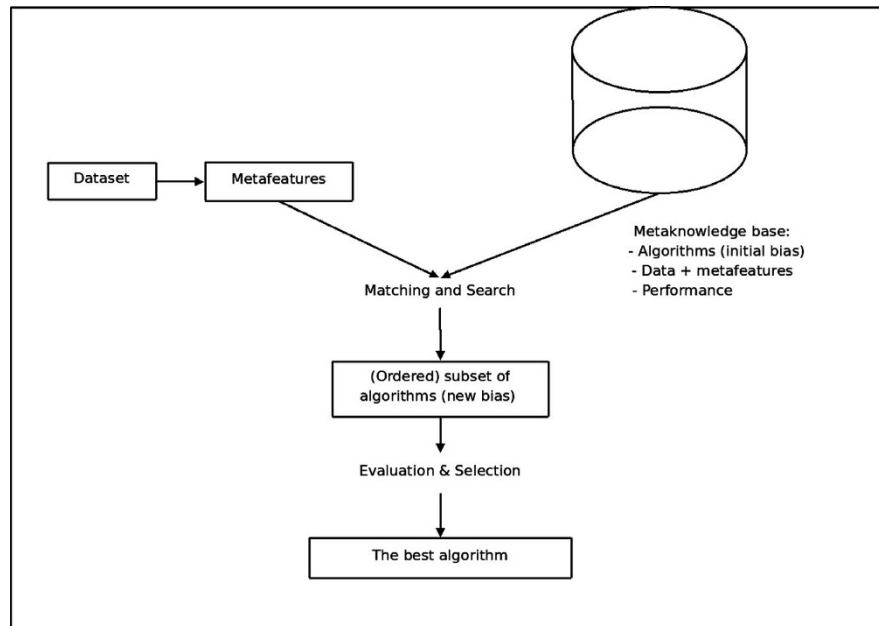 Dataset
Metafeatures
Metaknowledge base:
- Algorithms (initial bias)
- Data + metafeatures
- Performance
Matching and Search
(Ordered) subset of
algorithms (new bias)
Evaluation & Selection
The best algorithm